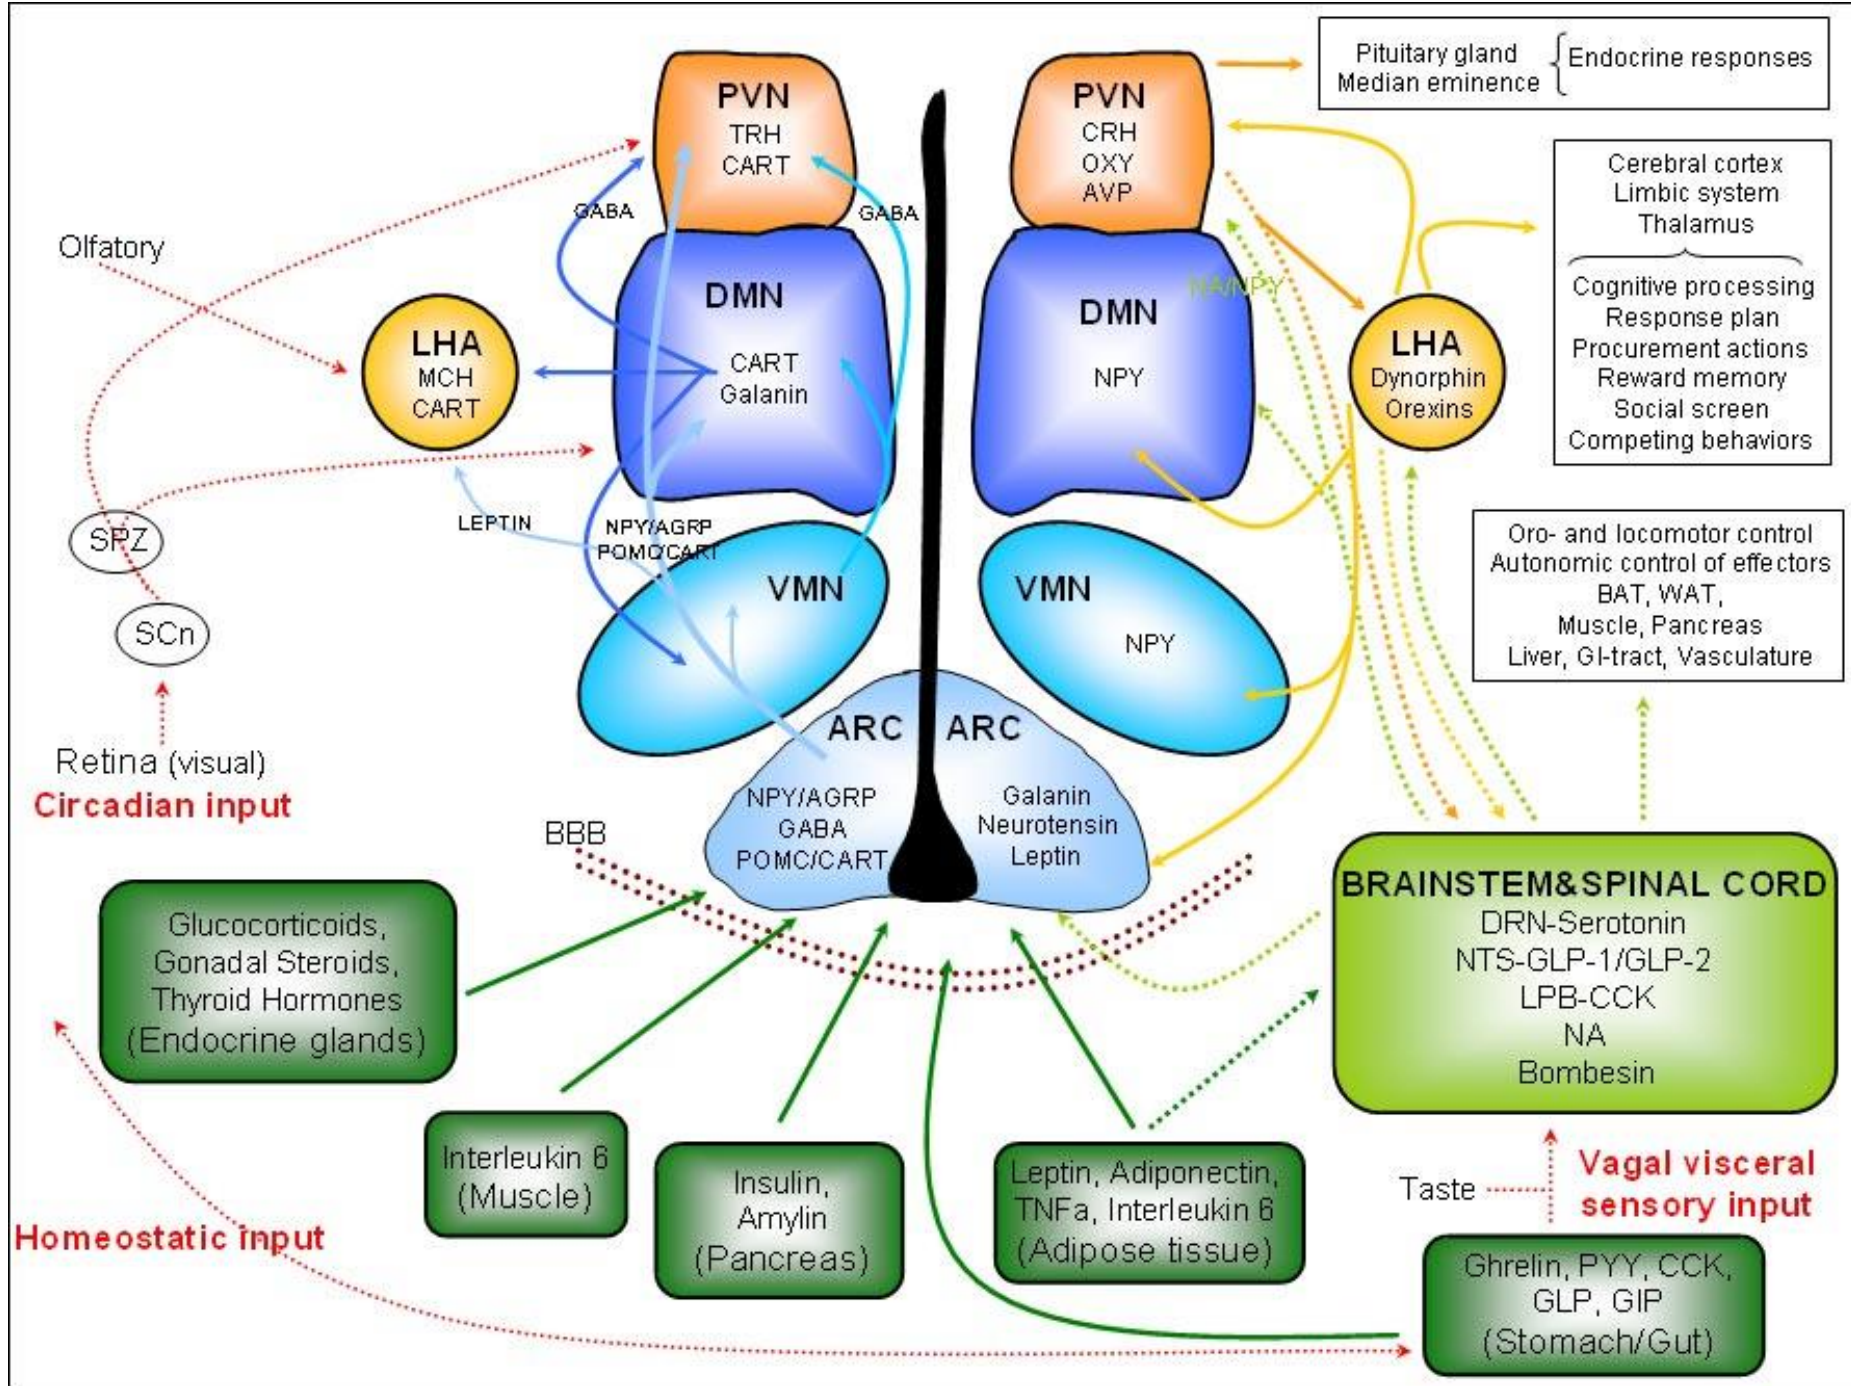 PVN
TRH
CART
PVN
CRH
OXY
AVP
Pituitary gland
Median eminence
Endocrine responses
Cerebral cortex
Limbic system
Thalamus
Cognitive processing
Response plan
Procurement actions
Reward memory
Social screen
Competing behaviors
GABA
GABA
Olfatory
LHA
MCH
CART
DMN
CART
Galanin
DMN
NPY
NA/NPY
LHA
Dynorphin
Orexins
LEPTIN
NPY/AGRP
POMC/CART
SPZ
SCn
VMN
VMN
NPY
Oro- and locomotor control
Autonomic control of effectors
BAT, WAT,
Muscle, Pancreas
Liver, GI-tract, Vasculature
Retina (visual)
Circadian input
ARC
NPY/AGRP
GABA
POMC/CART
ARC
Galanin
Neurotensin
Leptin
BBB
Glucocorticoids,
Gonadal Steroids,
Thyroid Hormones
(Endocrine glands)
BRAINSTEM&SPINAL CORD
DRN-Serotonin
NTS-GLP-1/GLP-2
LPB-CCK
NA
Bombesin
Homeostatic input
Interleukin 6
(Muscle)
Insulin,
Amylin
(Pancreas)
Leptin, Adiponectin,
TNFa, Interleukin 6
(Adipose tissue)
Taste
Vagal visceral
sensory input
Ghrelin, PYY, CCK,
GLP, GIP
(Stomach/Gut)